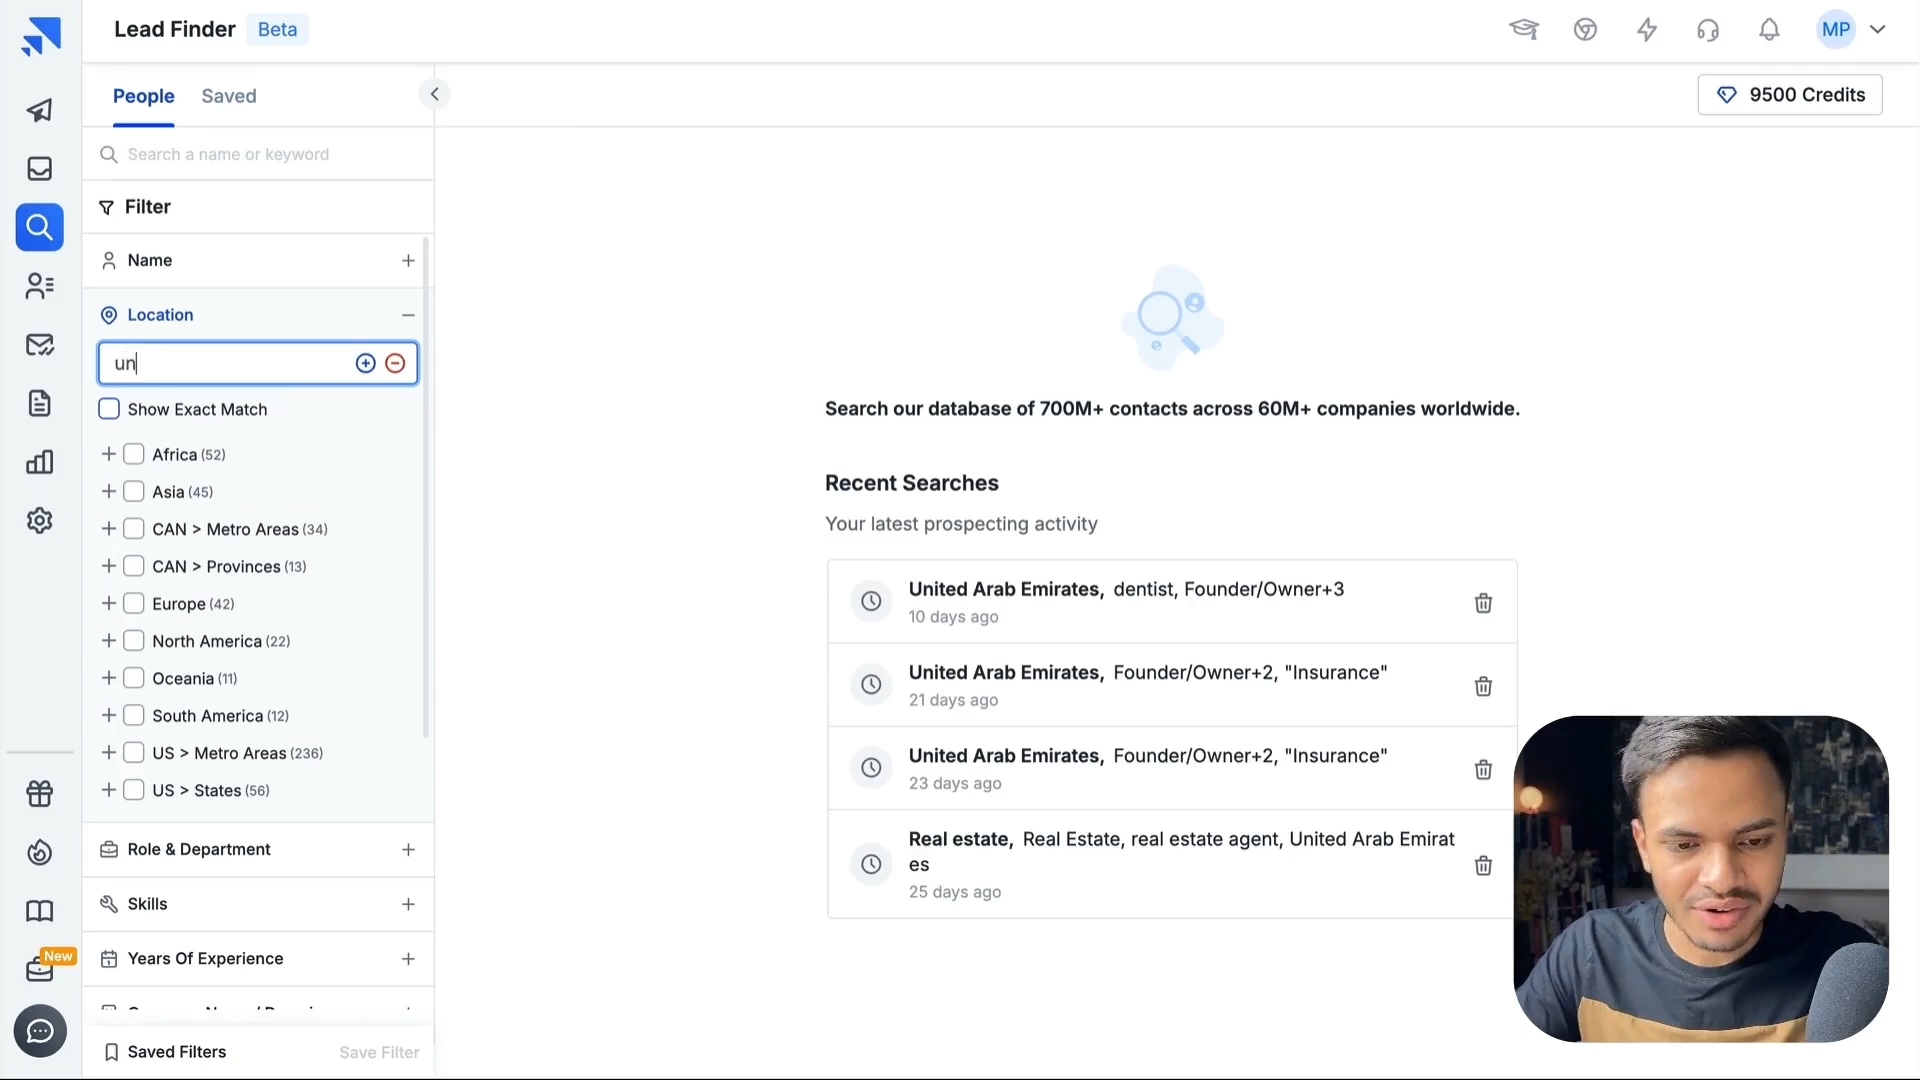 Lead Finder Beta
MP
People Saved
9500 Credits
Search a name or keyword
Filter
Name
Location
un
Show Exact Match
Africa (52)
Asia (45)
CAN > Metro Areas (34)
CAN > Provinces (13)
Europe (42)
North America (22)
Oceania (11)
South America (12)
US > Metro Areas (236)
US > States (56)
Role & Department
Skills
Years Of Experience
New
Saved Filters Save Filter
Search our database of 700M+ contacts across 60M+ companies worldwide.
Recent Searches
Your latest prospecting activity
United Arab Emirates, dentist, Founder/Owner+3
10 days ago
United Arab Emirates, Founder/Owner+2, "Insurance"
21 days ago
United Arab Emirates, Founder/Owner+2, "Insurance"
23 days ago
Real estate, Real Estate, real estate agent, United Arab Emirat
es
25 days ago